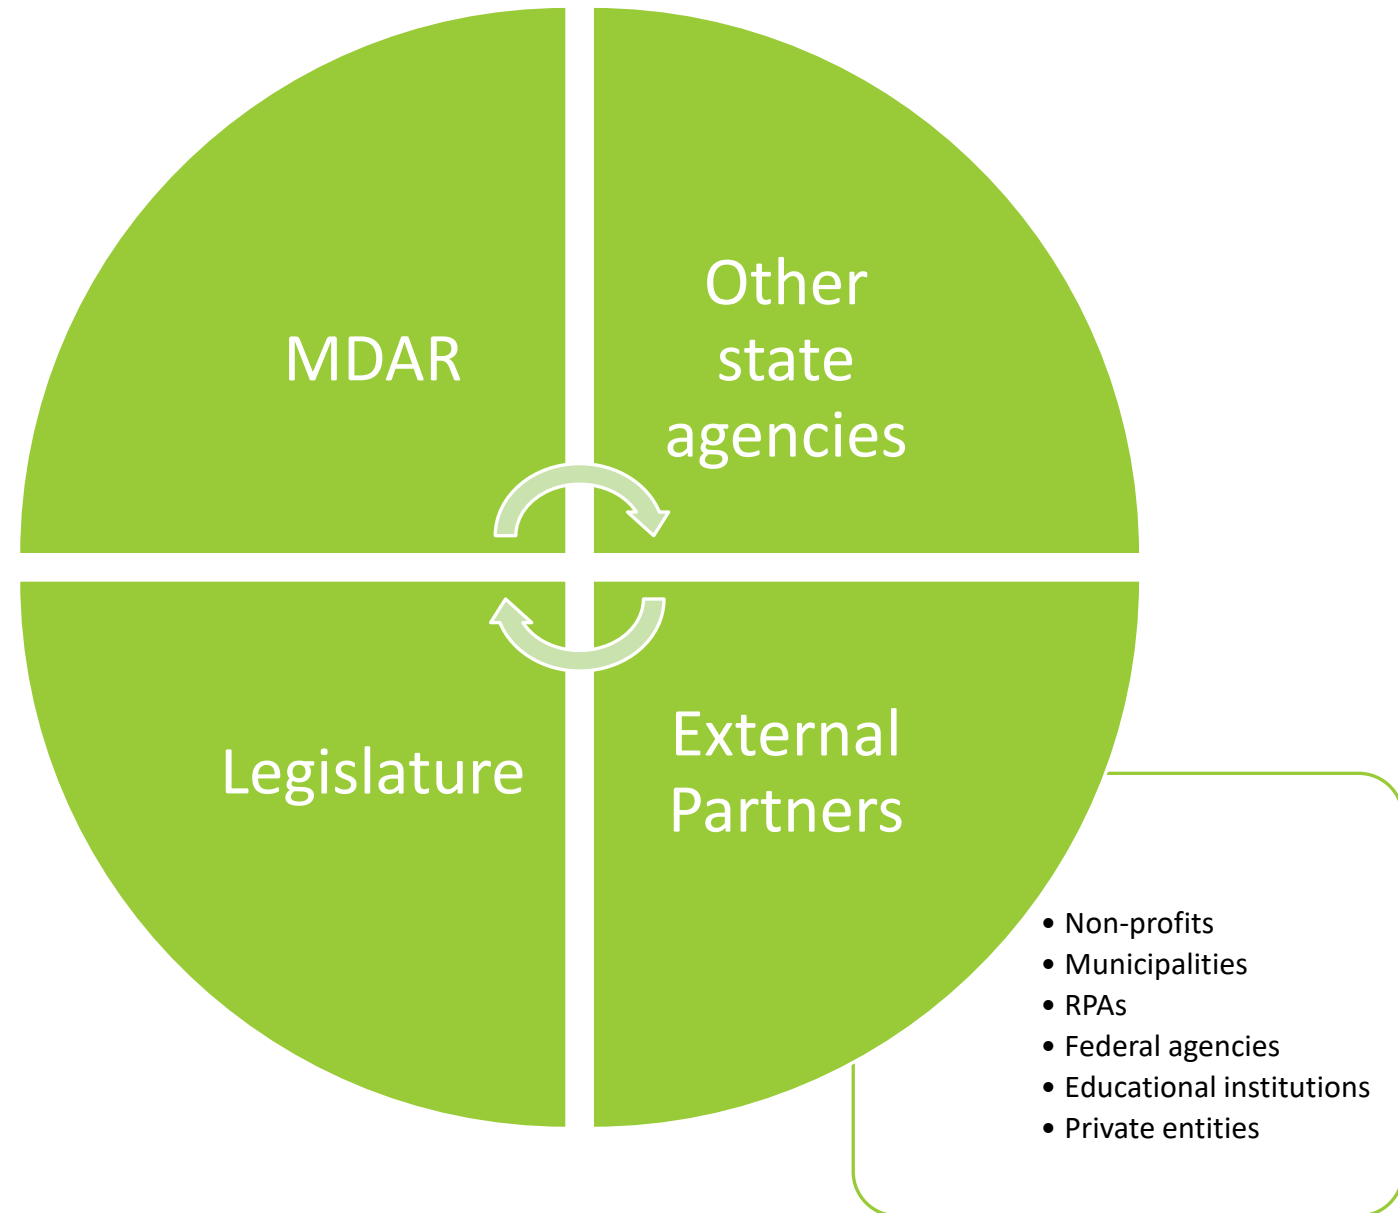 MDAR
Other
state
agencies
Legislature
External
Partners
• Non-profits
• Municipalities
• RPAs
• Federal agencies
• Educational institutions
• Private entities